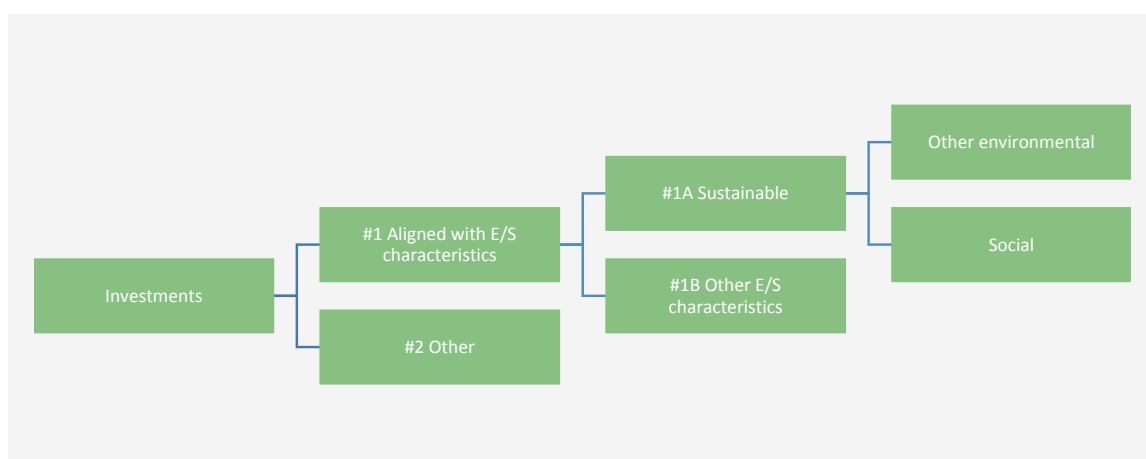 Investments
#1 Aligned with E/S
characteristics
#2 Other
#1A Sustainable
#1B Other E/S
characteristics
Other environmental
Social